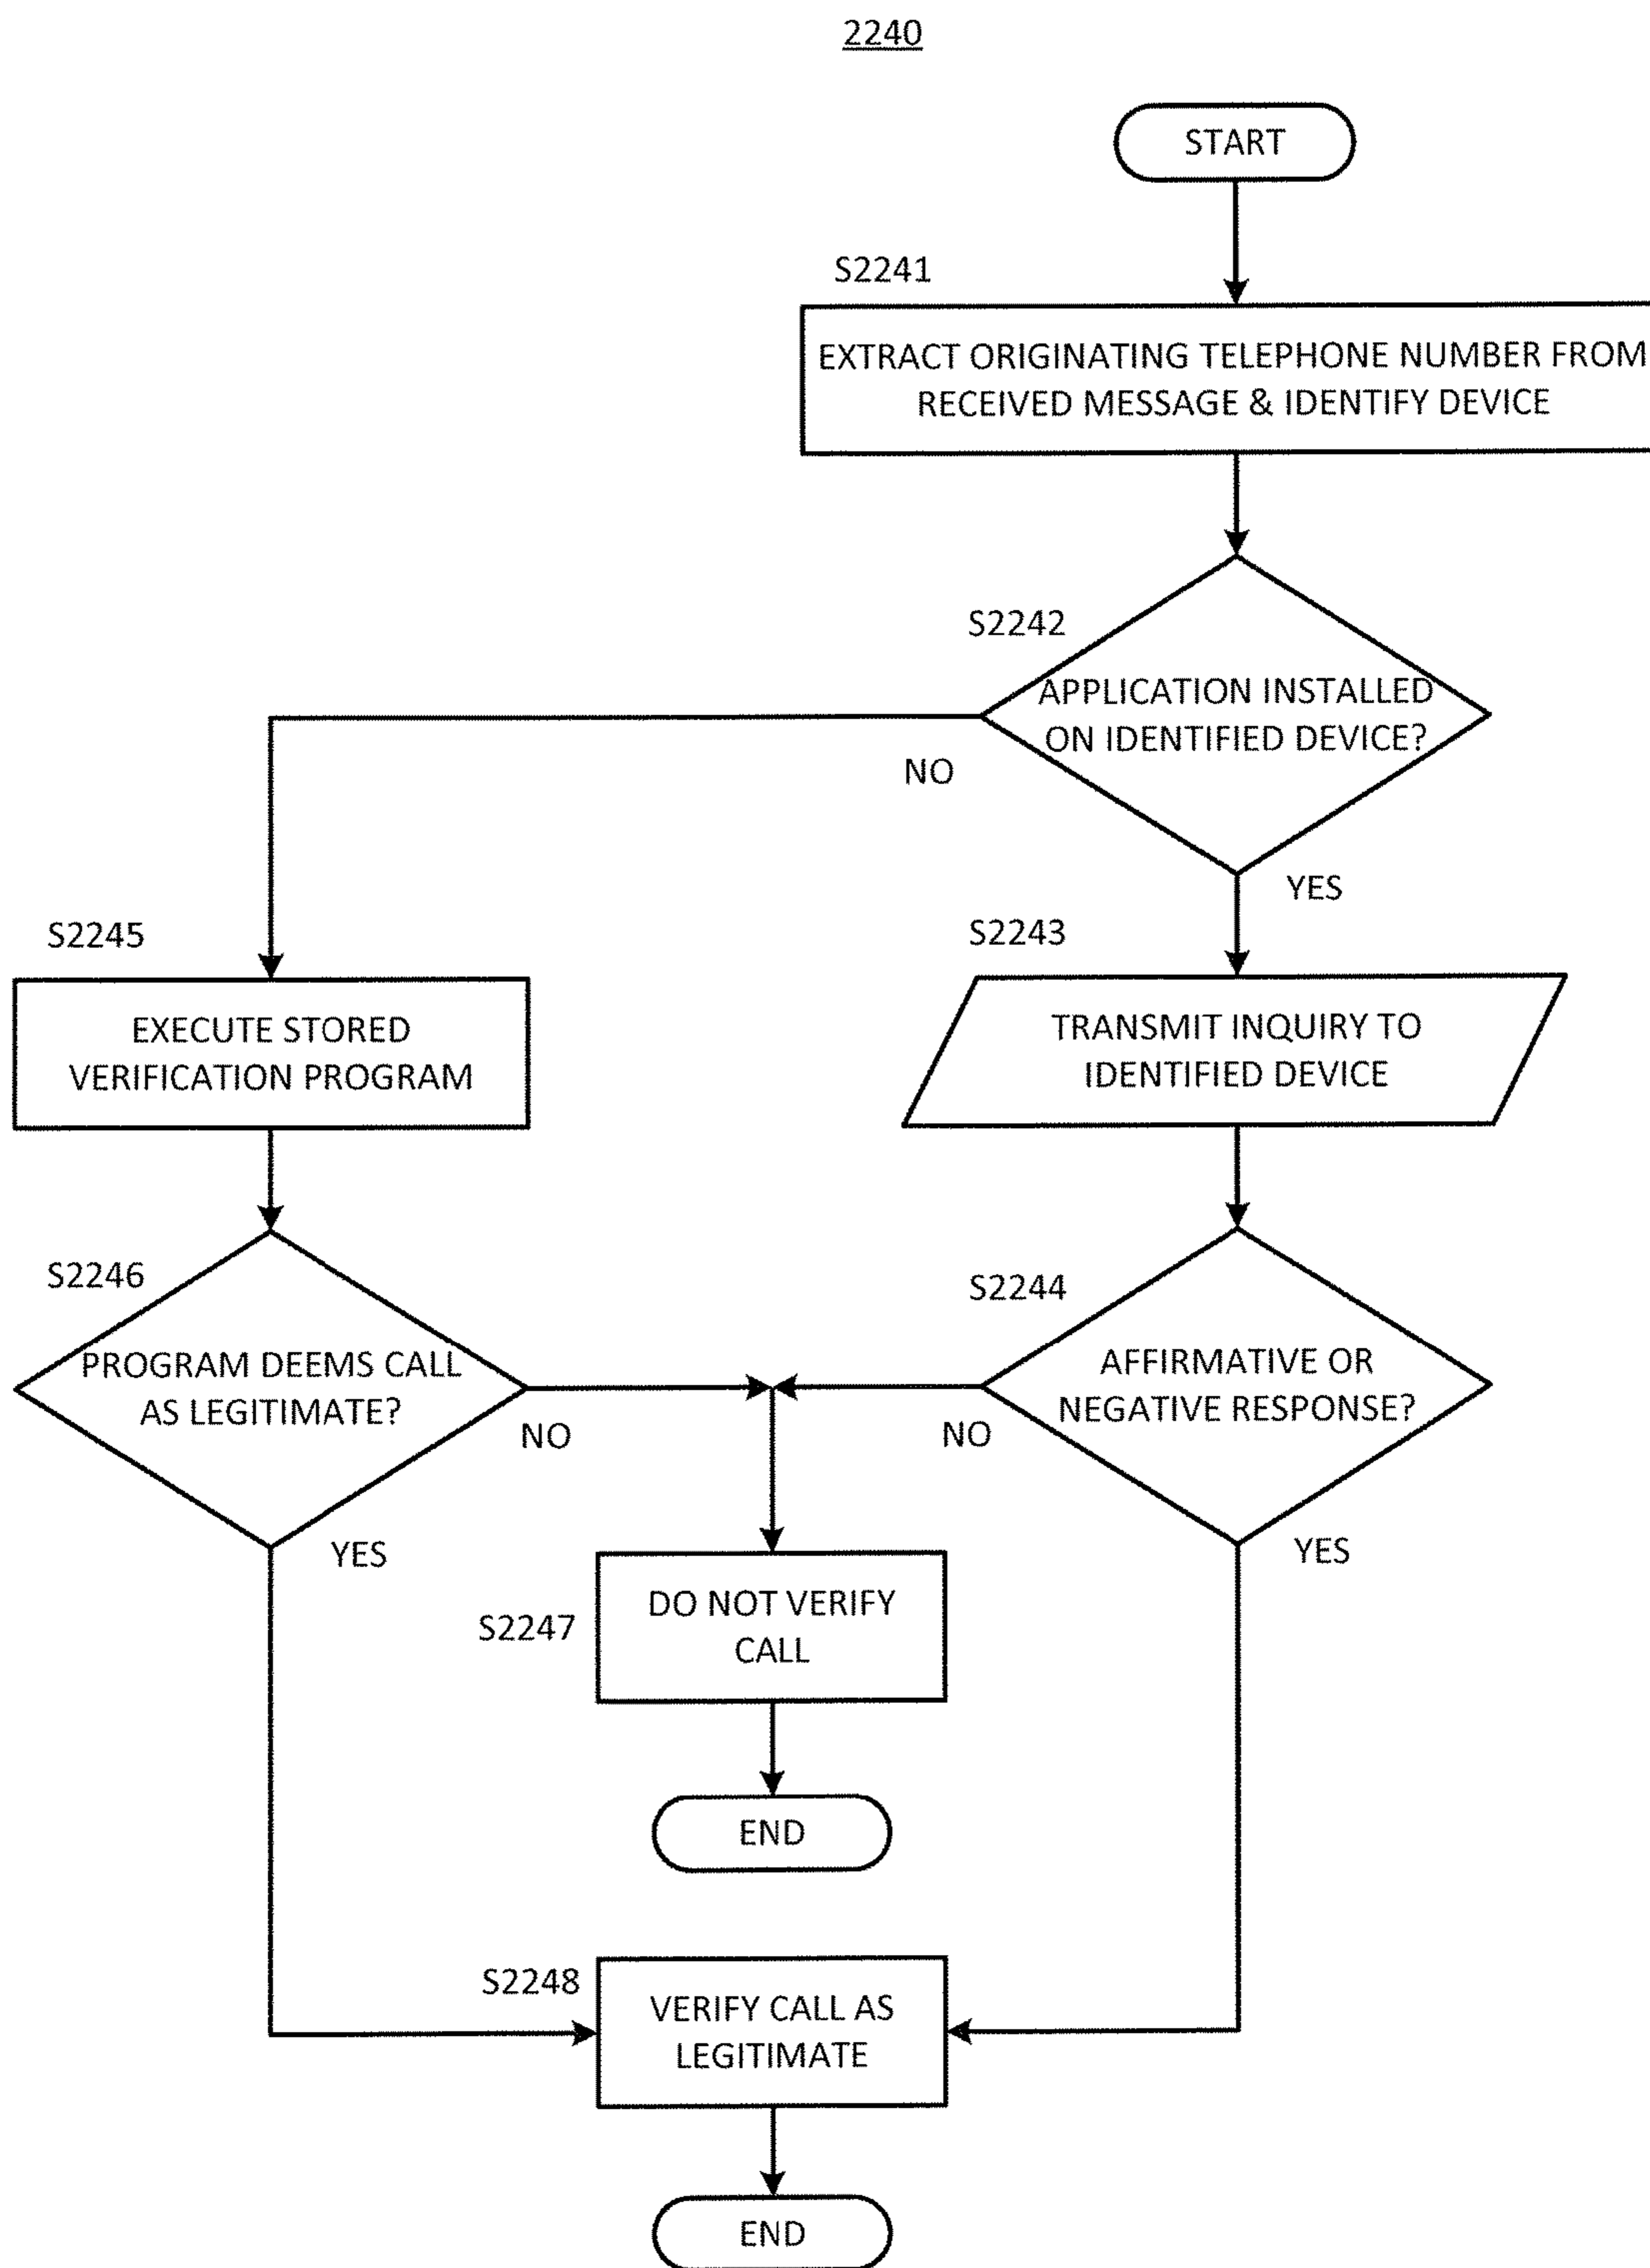 2240
START
S2241
EXTRACT ORIGINATING TELEPHONE NUMBER FROM
RECEIVED MESSAGE & IDENTIFY DEVICE
S2242
APPLICATION INSTALLED
ON IDENTIFIED DEVICE?
NO
YES
S2245
EXECUTE STORED
VERIFICATION PROGRAM
S2243
TRANSMIT INQUIRY TO
IDENTIFIED DEVICE
S2246
PROGRAM DEEMS CALL
AS LEGITIMATE?
NO
YES
S2244
AFFIRMATIVE OR
NEGATIVE RESPONSE?
NO
YES
S2247
DO NOT VERIFY
CALL
END
S2248
VERIFY CALL AS
LEGITIMATE
END